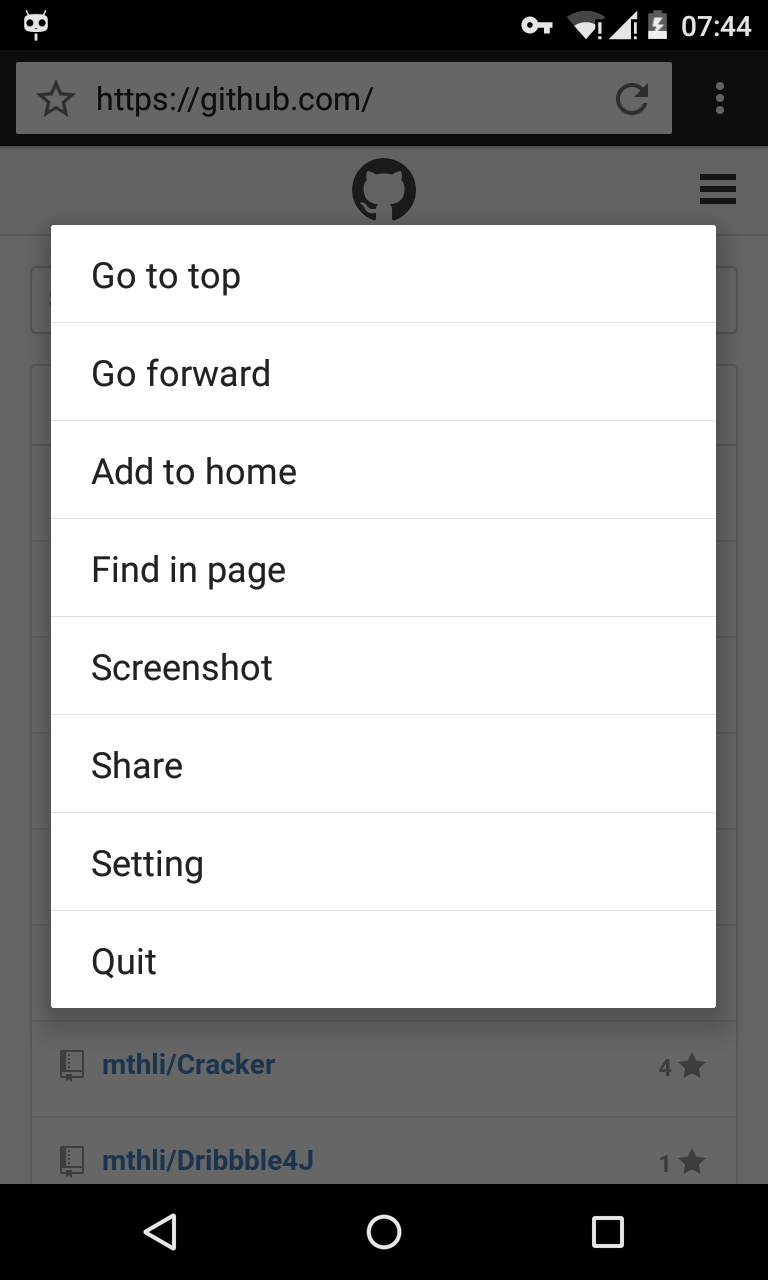 07:44
https://github.com/
Go to top
Go forward
Add to home
Find in page
Screenshot
Share
Setting
Quit
mthli/Cracker 4
mthli/Dribbble4J 1